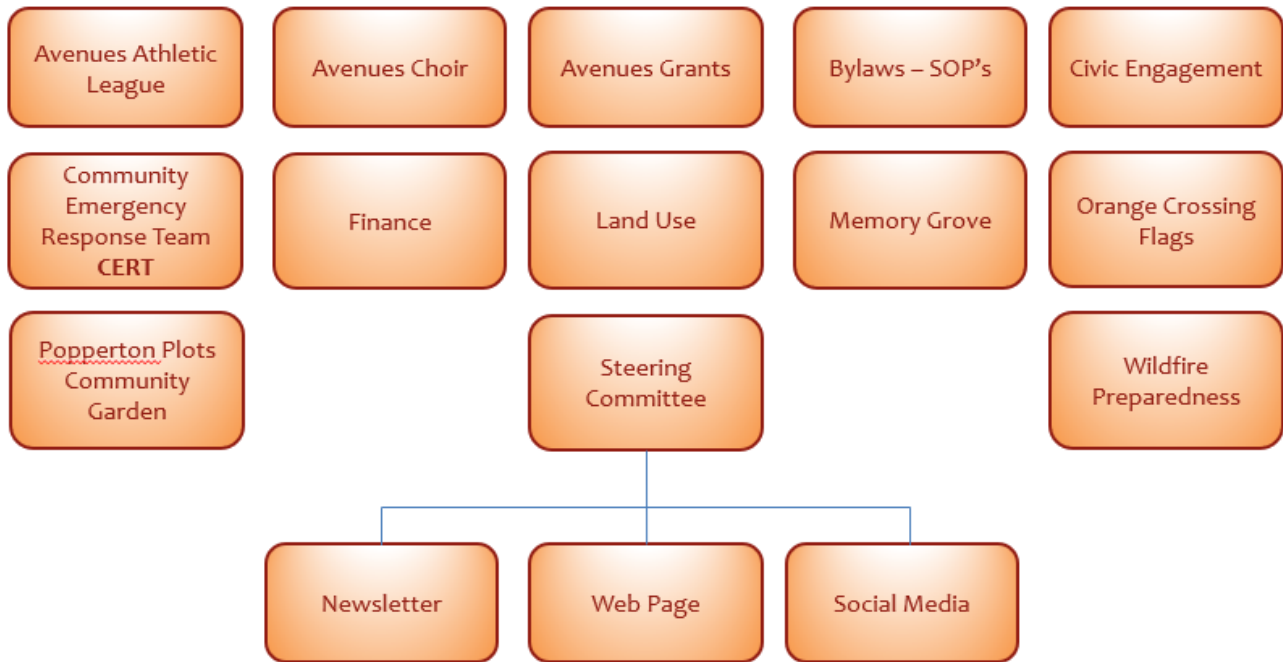 Avenues Athletic
League
Avenues Choir
Avenues Grants
Bylaws – SOP's
Civic Engagement
Community
Emergency
Response Team
CERT
Finance
Land Use
Memory Grove
Orange Crossing
Flags
Popperton Plots
Community
Garden
Steering
Committee
Wildfire
Preparedness
Newsletter
Web Page
Social Media